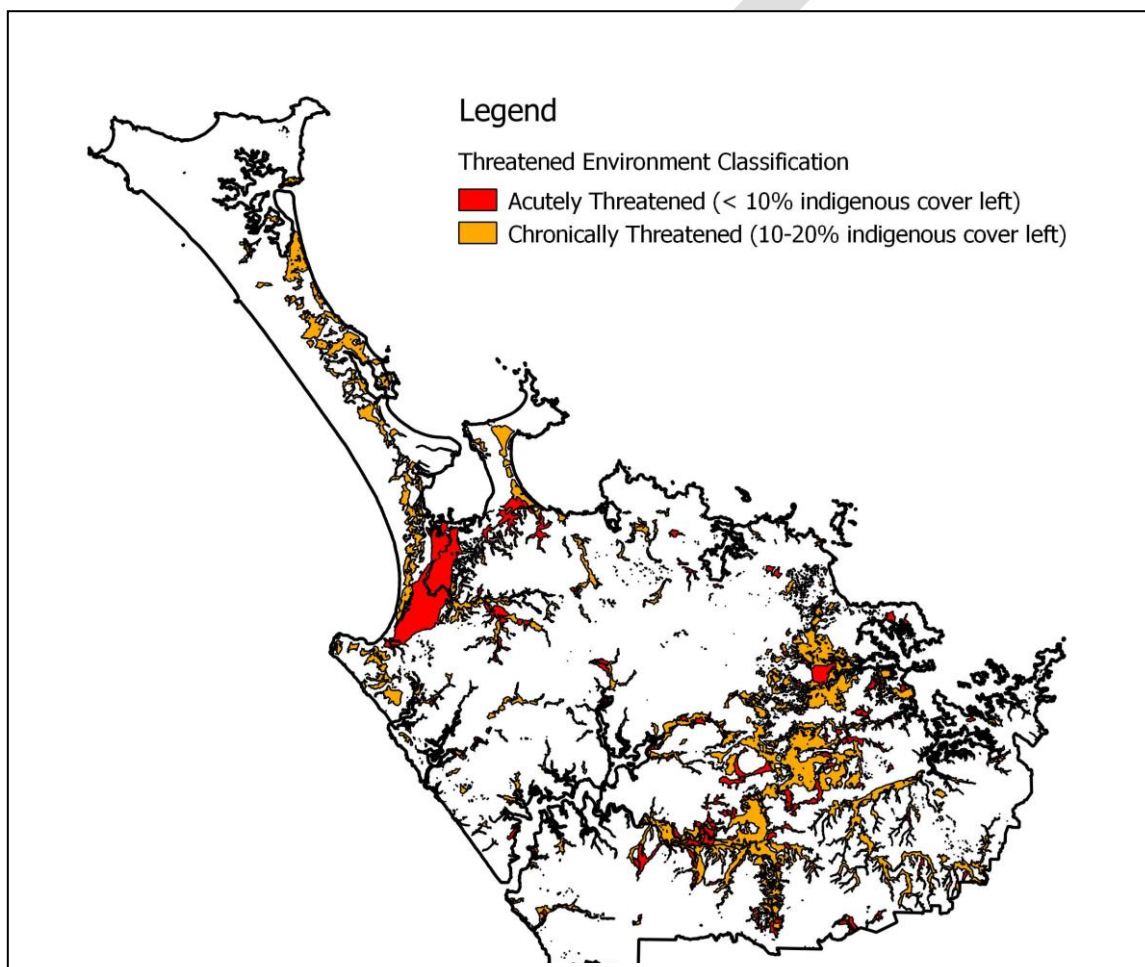 Legend
Threatened Environment Classification
Acutely Threatened (< 10% indigenous cover left)
Chronically Threatened (10-20% indigenous cover left)